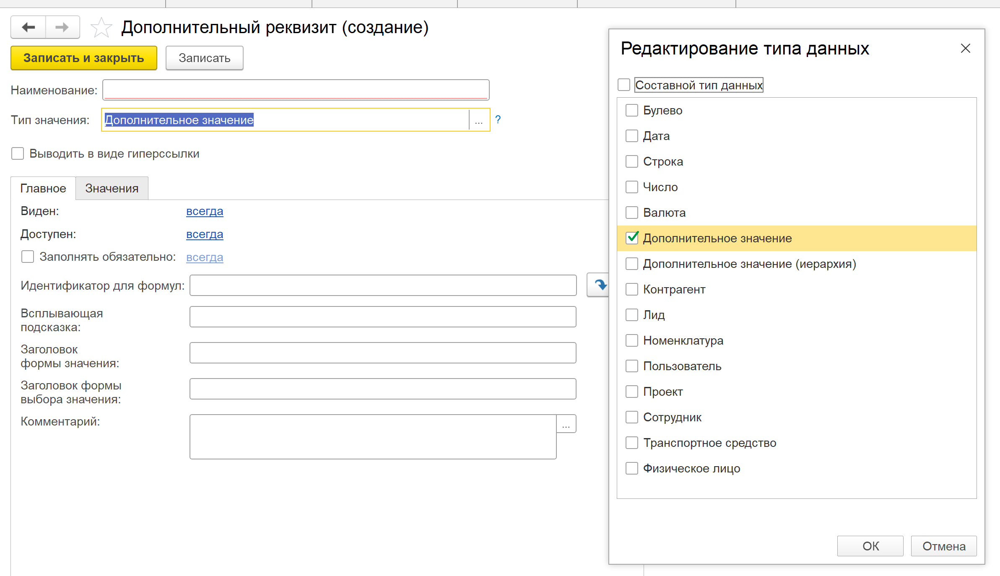 Дополнительный реквизит (создание)
Записать и закрыть
Записать
Наименование:
Тип значения:
Дополнительное значение
...
?
Выводить в виде гиперссылки
Главное
Значения
Виден:
всегда
Доступен:
всегда
Заполнять обязательно:
всегда
Идентификатор для формул:
Всплывающая
подсказка:
Заголовок
формы значения:
Заголовок формы
выбора значения:
Комментарий:
...
Редактирование типа данных
Составной тип данных
Булево
Дата
Строка
Число
Валюта
Дополнительное значение
Дополнительное значение (иерархия)
Контрагент
Лид
Номенклатура
Пользователь
Проект
Сотрудник
Транспортное средство
Физическое лицо
ОК
Отмена